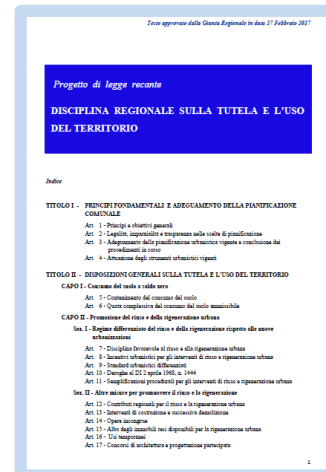 Testo approvato dalla Giunta Regionale in data 27 Febbraio 2017
Progetto di legge recante
DISCIPLINA REGIONALE SULLA TUTELA E L'USO
DEL TERRITORIO
Indice
TITOLO I - PRINCIPI FONDAMENTALI E ADEGUAMENTO DELLA PIANIFICAZIONE
COMUNALE
Art. 1 - Principi e obiettivi generali
Art. 2 - Legalità, imparzialità e trasparenza nelle scelte di pianificazione
Art. 3 - Adeguamento della pianificazione urbanistica vigente e conclusione dei
procedimenti in corso
Art. 4 - Attuazione degli strumenti urbanistici vigenti
TITOLO II - DISPOSIZIONI GENERALI SULLA TUTELA E L'USO DEL TERRITORIO
CAPO I - Consumo del suolo a saldo zero
Art. 5 - Contenimento del consumo del suolo
Art. 6 - Quota complessiva del consumo del suolo ammissibile
CAPO II - Promozione del riuso e della rigenerazione urbana
Sez. I - Regime differenziato del riuso e della rigenerazione rispetto alle nuove
urbanizzazioni
Art. 7 - Disciplina favorevole al riuso e alla rigenerazione urbana
Art. 8 - Incentivi urbanistici per gli interventi di riuso e rigenerazione urbana
Art. 9 - Standard urbanistici differenziati
Art. 10 - Deroghe al DI 2 aprile 1968, n. 1444
Art. 11 - Semplificazioni procedurali per gli interventi di riuso e rigenerazione urbana
Sez. II - Altre misure per promuovere il riuso e la rigenerazione
Art. 12 - Contributi regionali per il riuso e la rigenerazione urbana
Art. 13 - Interventi di costruzione e successiva demolizione
Art. 14 - Opere incongrue
Art. 15 - Albo degli immobili resi disponibili per la rigenerazione urbana
Art. 16 - Usi temporanei
Art. 17 - Concorsi di architettura e progettazione partecipata
1